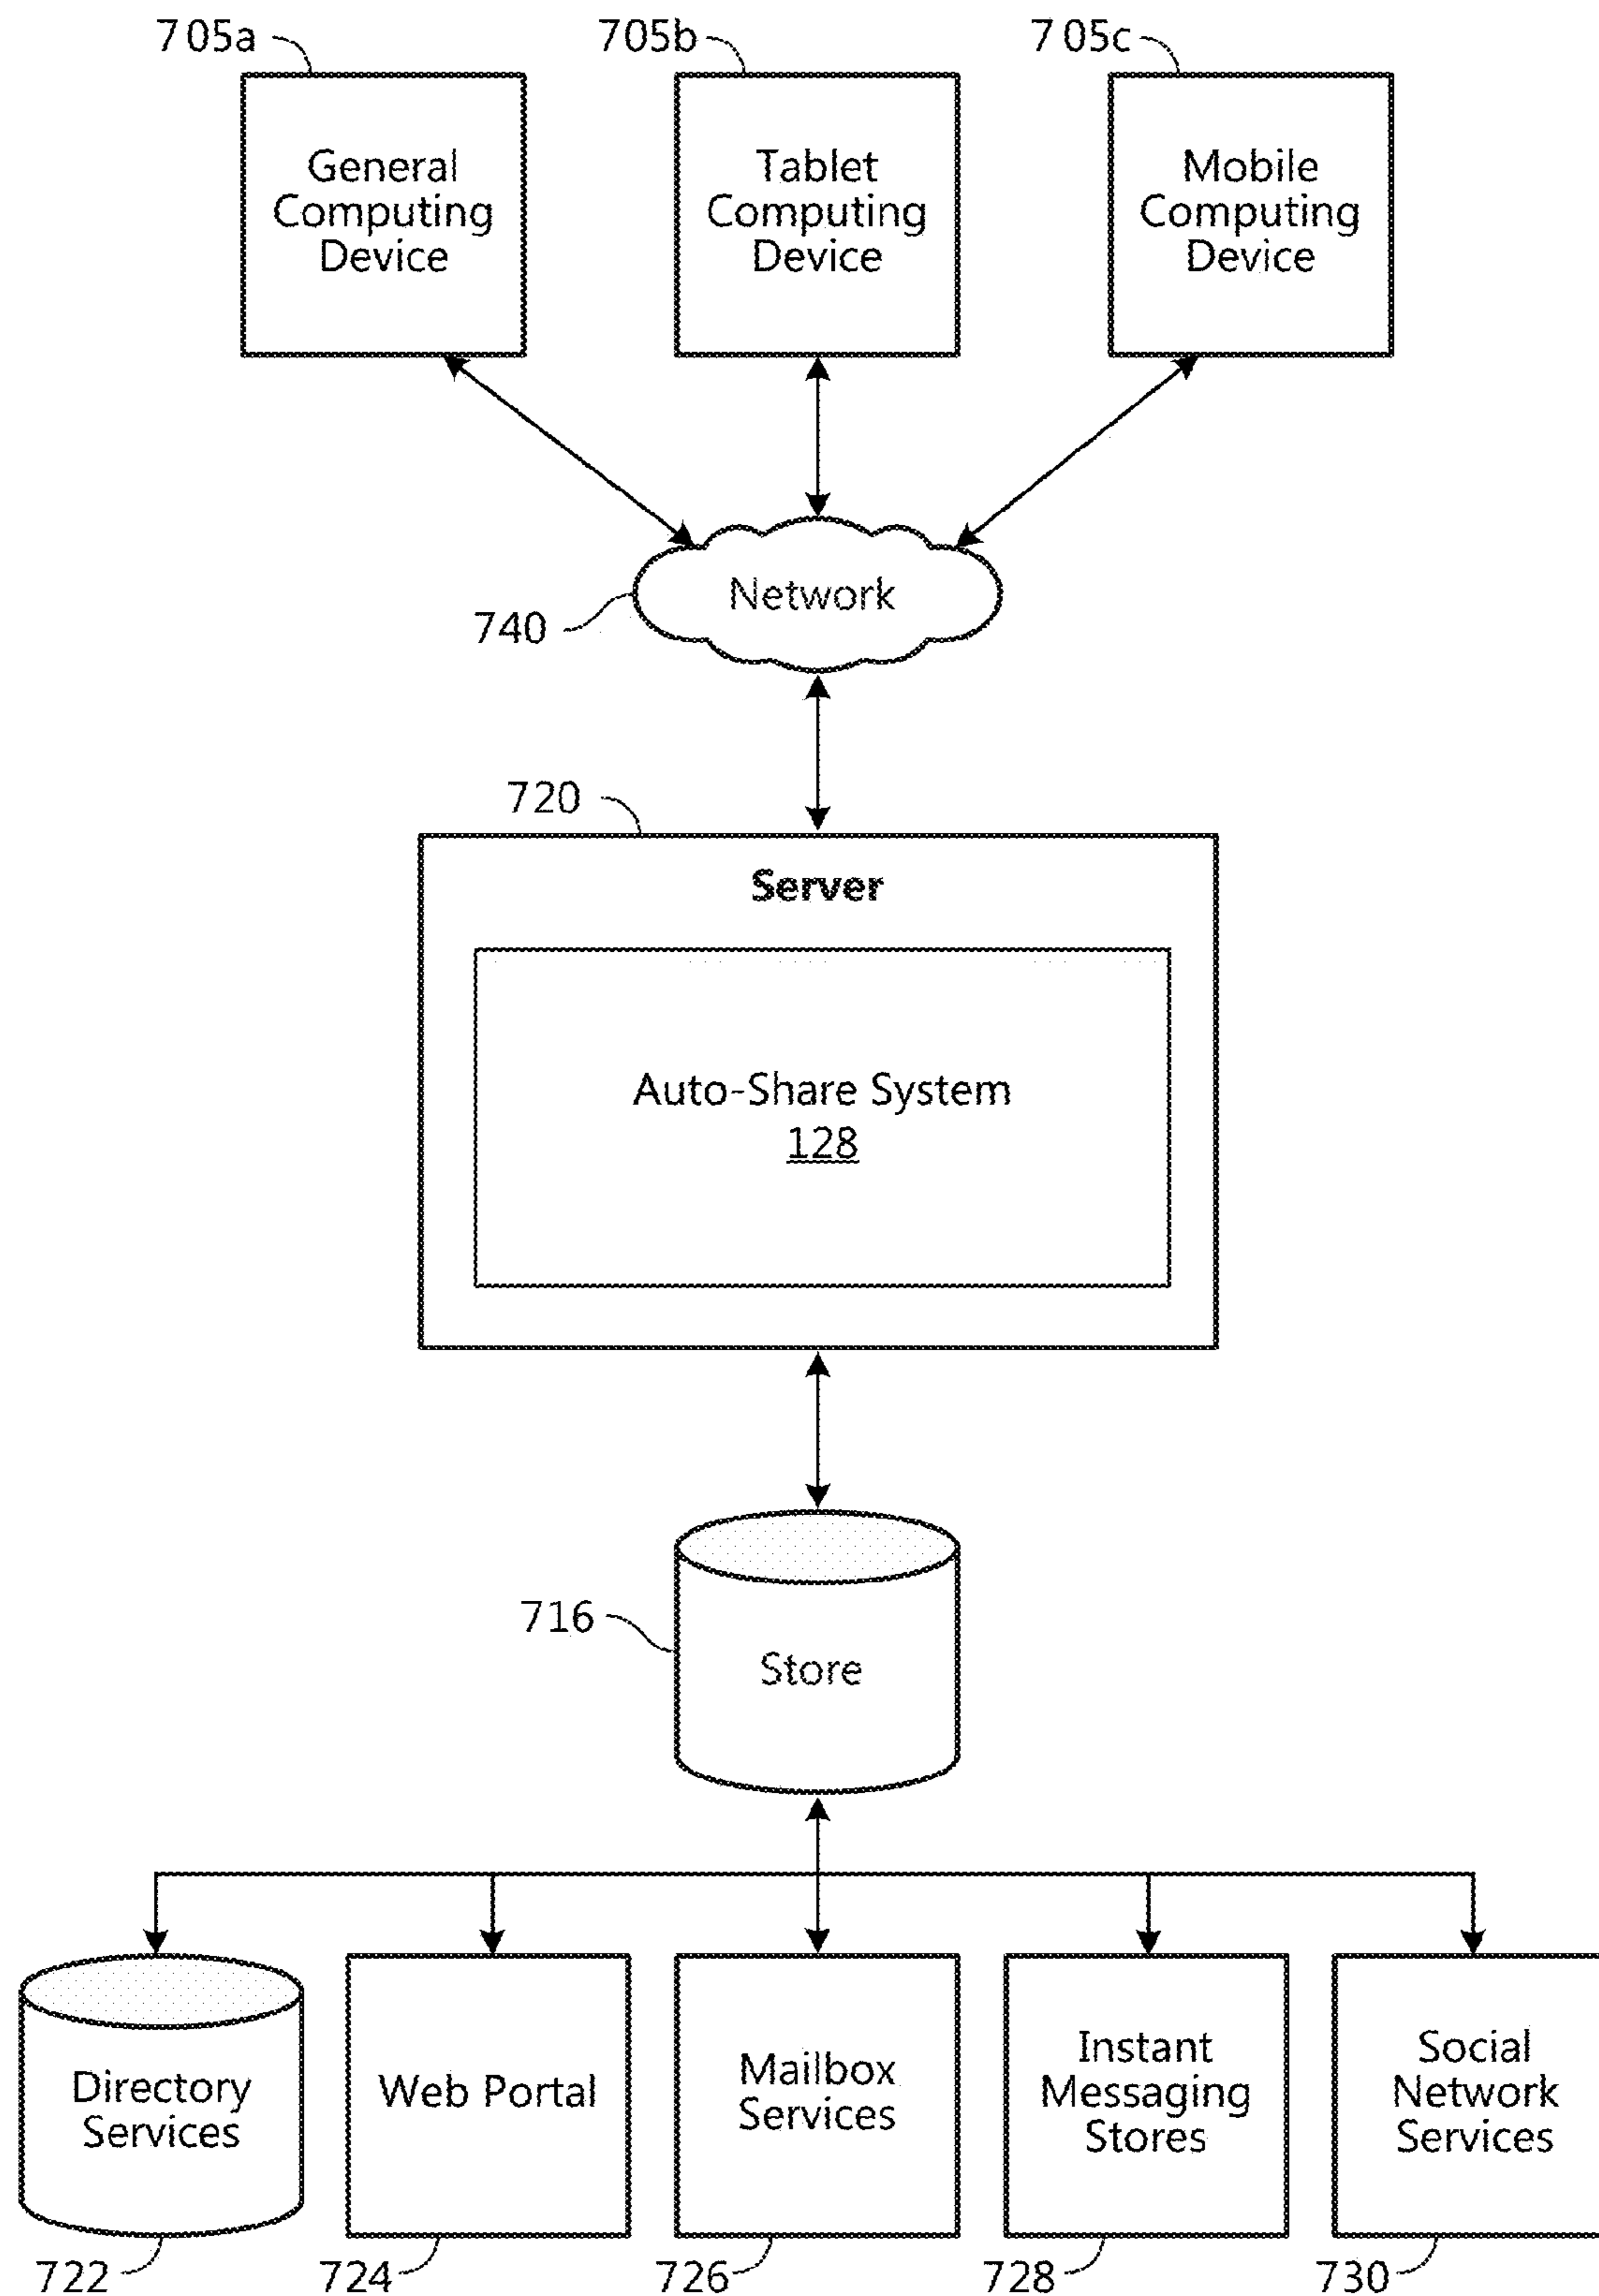 705a
705b
705c
General
Computing
Device
Tablet
Computing
Device
Mobile
Computing
Device
Network
740
720
Server
Auto-Share System
128
716
Store
Directory
Services
Web Portal
Mailbox
Services
Instant
Messaging
Stores
Social
Network
Services
722
724
726
728
730